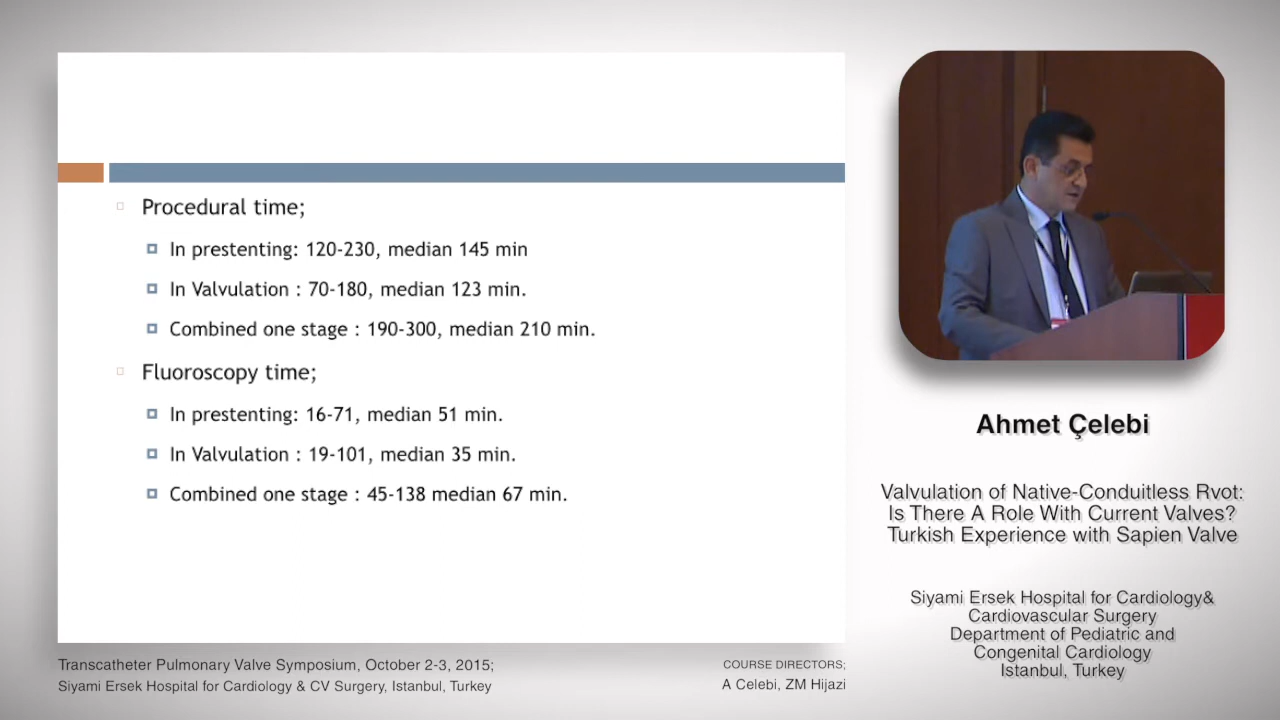 Procedural time;
In prestenting: 120-230, median 145 min
In Valvulation : 70-180, median 123 min.
Combined one stage : 190-300, median 210 min.
Fluoroscopy time;
In prestenting: 16-71, median 51 min.
In Valvulation : 19-101, median 35 min.
Combined one stage : 45-138 median 67 min.
Ahmet Çelebi
Valvulation of Native-Conduitless Rvot:
Is There A Role With Current Valves?
Turkish Experience with Sapien Valve
Siyami Ersek Hospital for Cardiology&
Cardiovascular Surgery
Department of Pediatric and
Congenital Cardiology
Istanbul, Turkey
Transcatheter Pulmonary Valve Symposium, October 2-3, 2015;
Siyami Ersek Hospital for Cardiology & CV Surgery, Istanbul, Turkey
COURSE DIRECTORS;
A Celebi, ZM Hijazi